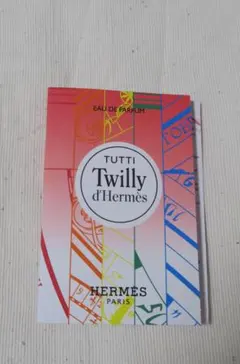 EAU DE PARFUM
TUTTI
Twilly
d'Hermès
HERMÈS
PARIS